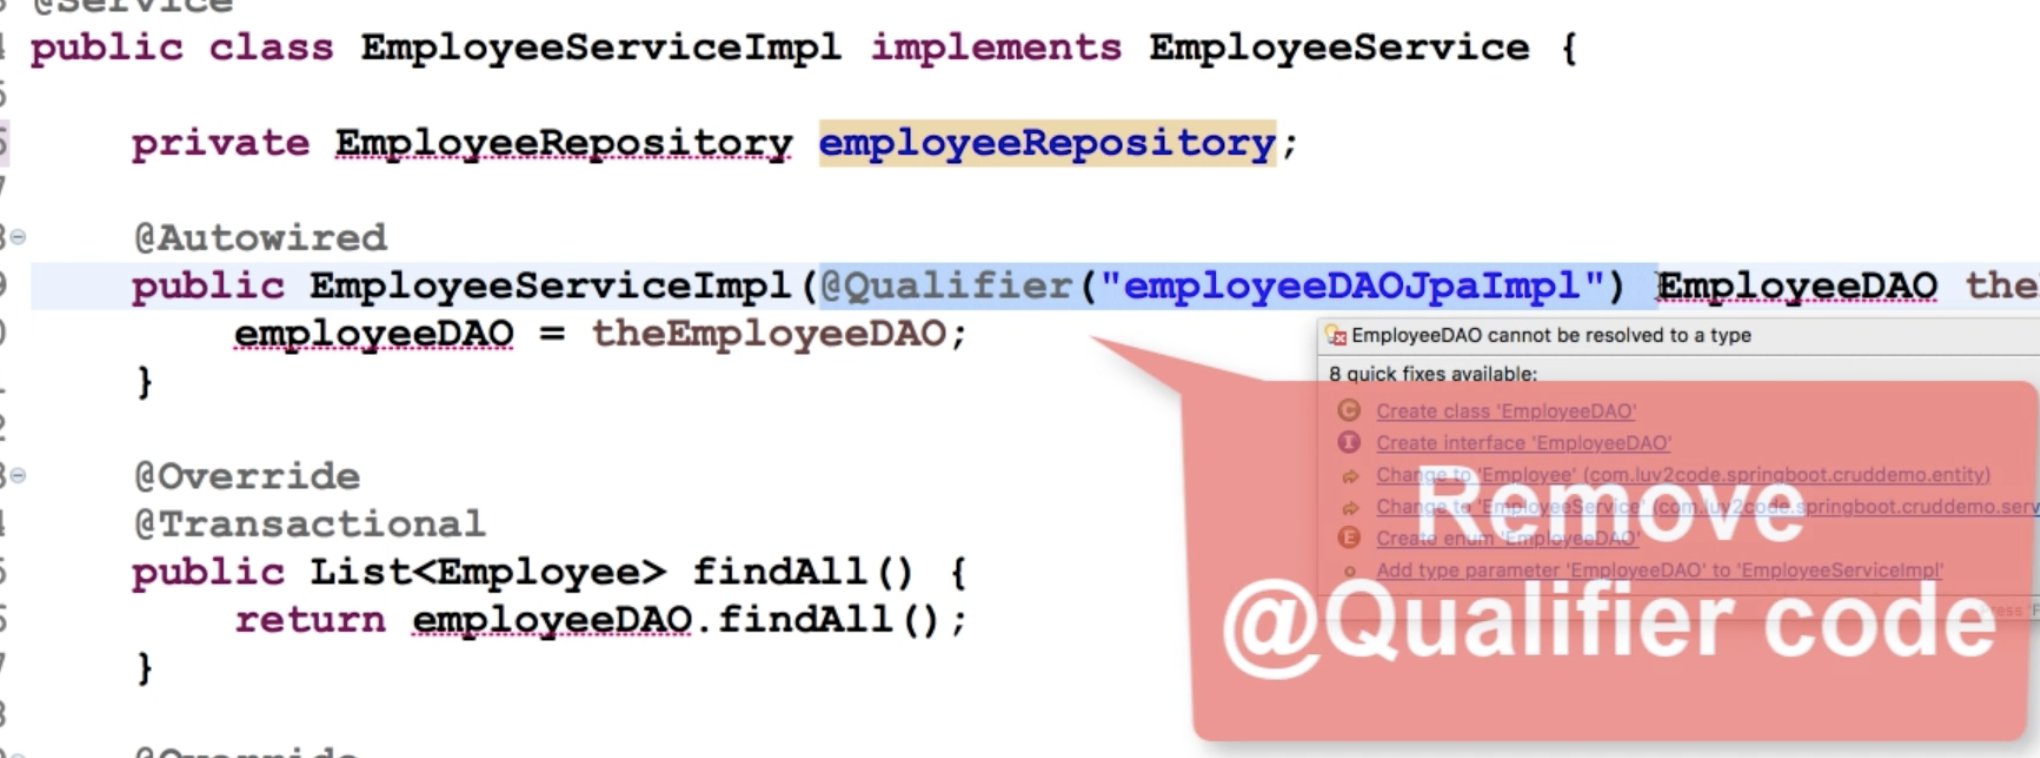 @Service
public class EmployeeServiceImpl implements EmployeeService {
private EmployeeRepository employeeRepository;
@Autowired
public EmployeeServiceImpl(@Qualifier("employeeDAOJpaImpl") EmployeeDAO the
employeeDAO = theEmployeeDAO;
}
EmployeeDAO cannot be resolved to a type
8 quick fixes available:
Create class 'EmployeeDAO'
Create interface 'EmployeeDAO'
Change to 'Employee' (com.luv2code.springboot.cruddemo.entity)
Change to 'EmployeeService' (com.luv2code.springboot.cruddemo.serv
Create enum 'EmployeeDAO'
Add type parameter 'EmployeeDAO' to 'EmployeeServiceImpl'
Remove
@Qualifier code
@Override
@Transactional
public List<Employee> findAll() {
return employeeDAO.findAll();
}
@Override